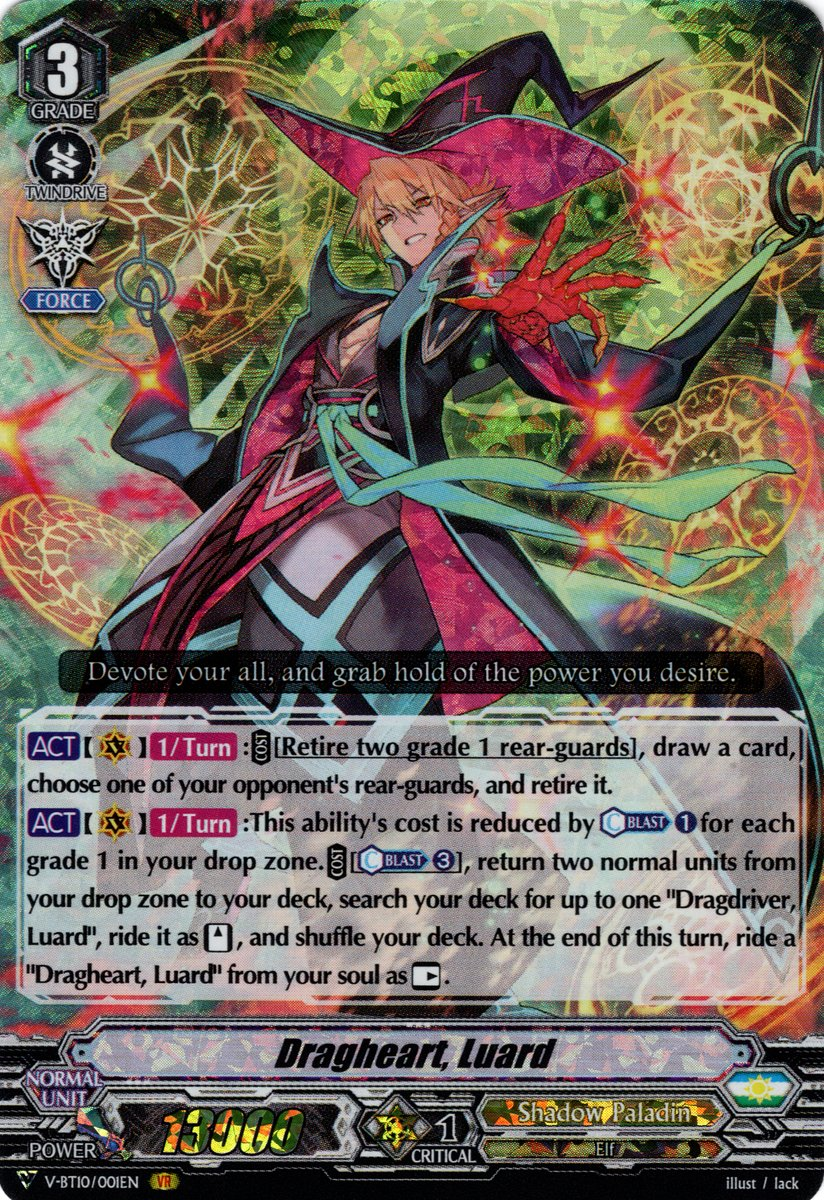 3
GRADE
TWINDRIVE
FORCE
Devote your all, and grab hold of the power you desire.
ACT【 】1/Turn :COST[Retire two grade 1 rear-guards], draw a card,
choose one of your opponent's rear-guards, and retire it.
ACT【 】1/Turn :This ability's cost is reduced by C BLAST 1 for each
grade 1 in your drop zone.COST[C BLAST 3], return two normal units from
your drop zone to your deck, search your deck for up to one "Dragdriver,
Luard", ride it as , and shuffle your deck. At the end of this turn, ride a
"Dragheart, Luard" from your soul as .
Dragheart, Luard
NORMAL
UNIT
POWER 13000
1
CRITICAL
Shadow Paladin
Elf
V-BT10/001EN VR
illust / lack